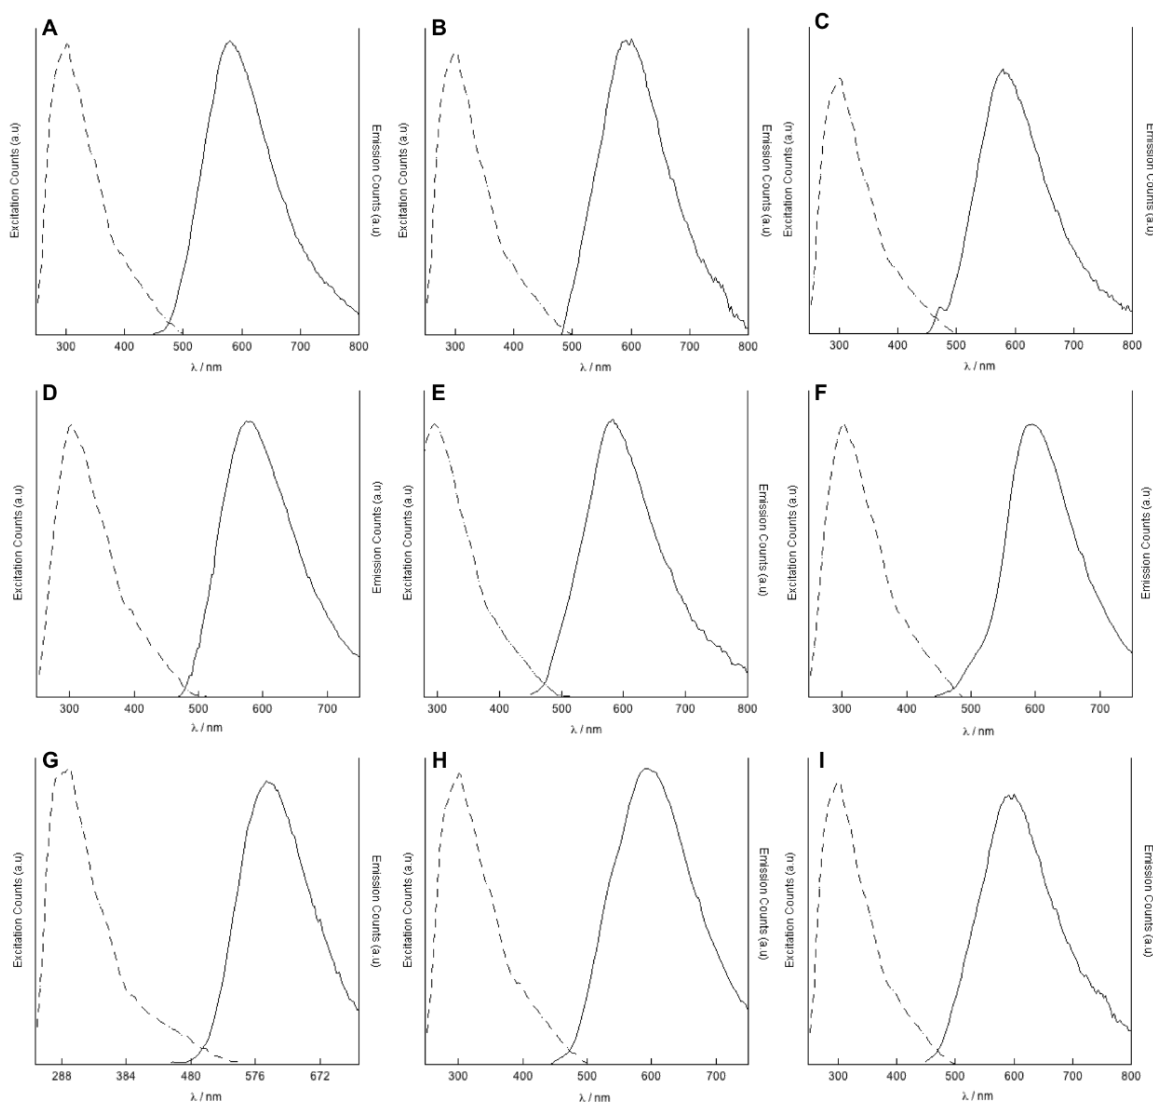 A
B
C
Excitation Counts (a.u)
Emission Counts (a.u)
Excitation Counts (a.u)
Emission Counts (a.u)
Excitation Counts (a.u)
Emission Counts (a.u)
300 400 500 600 700 800
300 400 500 600 700 800
300 400 500 600 700 800
λ / nm
λ / nm
λ / nm
D
E
F
Excitation Counts (a.u)
Emission Counts (a.u)
Excitation Counts (a.u)
Emission Counts (a.u)
Excitation Counts (a.u)
Emission Counts (a.u)
300 400 500 600 700
300 400 500 600 700 800
300 400 500 600 700
λ / nm
λ / nm
λ / nm
G
H
I
Excitation Counts (a.u)
Emission Counts (a.u)
Excitation Counts (a.u)
Emission Counts (a.u)
Excitation Counts (a.u)
Emission Counts (a.u)
288 384 480 576 672
300 400 500 600 700
300 400 500 600 700 800
λ / nm
λ / nm
λ / nm